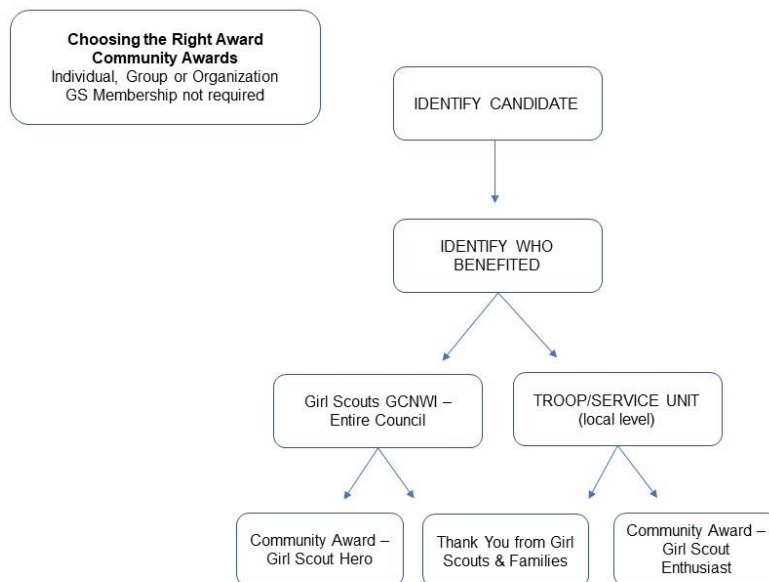 Choosing the Right Award
Community Awards
Individual, Group or Organization
GS Membership not required
IDENTIFY CANDIDATE
IDENTIFY WHO
BENEFITED
Girl Scouts GCNWI –
Entire Council
TROOP/SERVICE UNIT
(local level)
Community Award –
Girl Scout Hero
Thank You from Girl
Scouts & Families
Community Award –
Girl Scout
Enthusiast